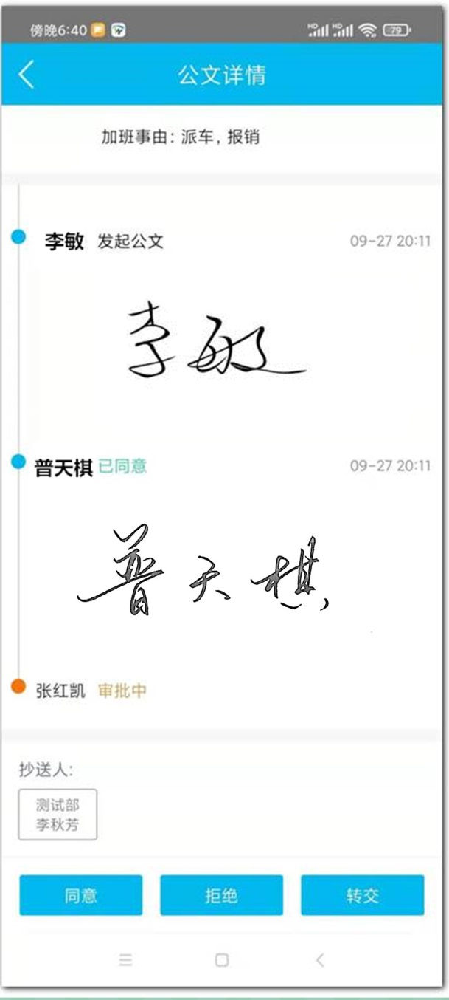 傍晚6:40 HD HD 79
公文详情
加班事由：派车，报销
李敏 发起公文 09-27 20:11
李敏
普天棋 已同意 09-27 20:11
普天棋
张红凯 审批中
抄送人:
测试部
李秋芳
同意 拒绝 转交